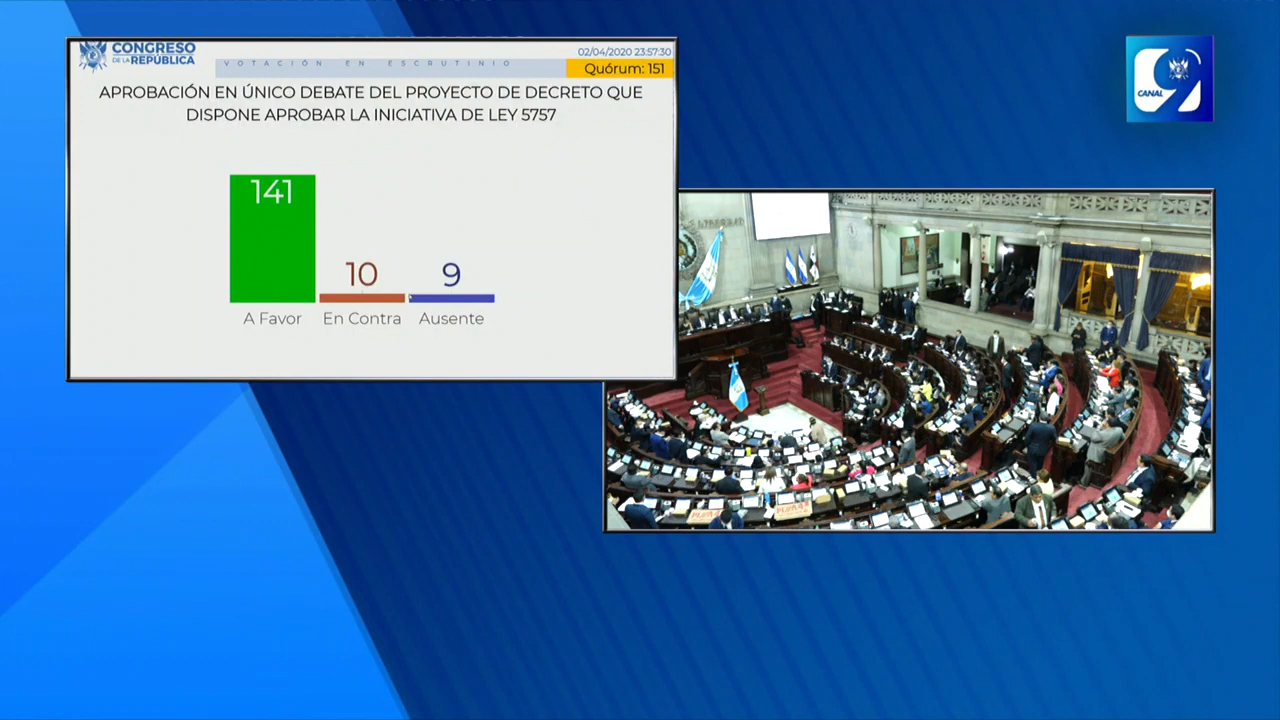 CONGRESO
DE LA REPÚBLICA
02/04/2020 23:57:30
VOTACIÓN EN ESCRUTINIO
Quórum: 151
APROBACIÓN EN ÚNICO DEBATE DEL PROYECTO DE DECRETO QUE
DISPONE APROBAR LA INICIATIVA DE LEY 5757
141
10
9
A Favor
En Contra
Ausente
CANAL
9
LIBERTAD